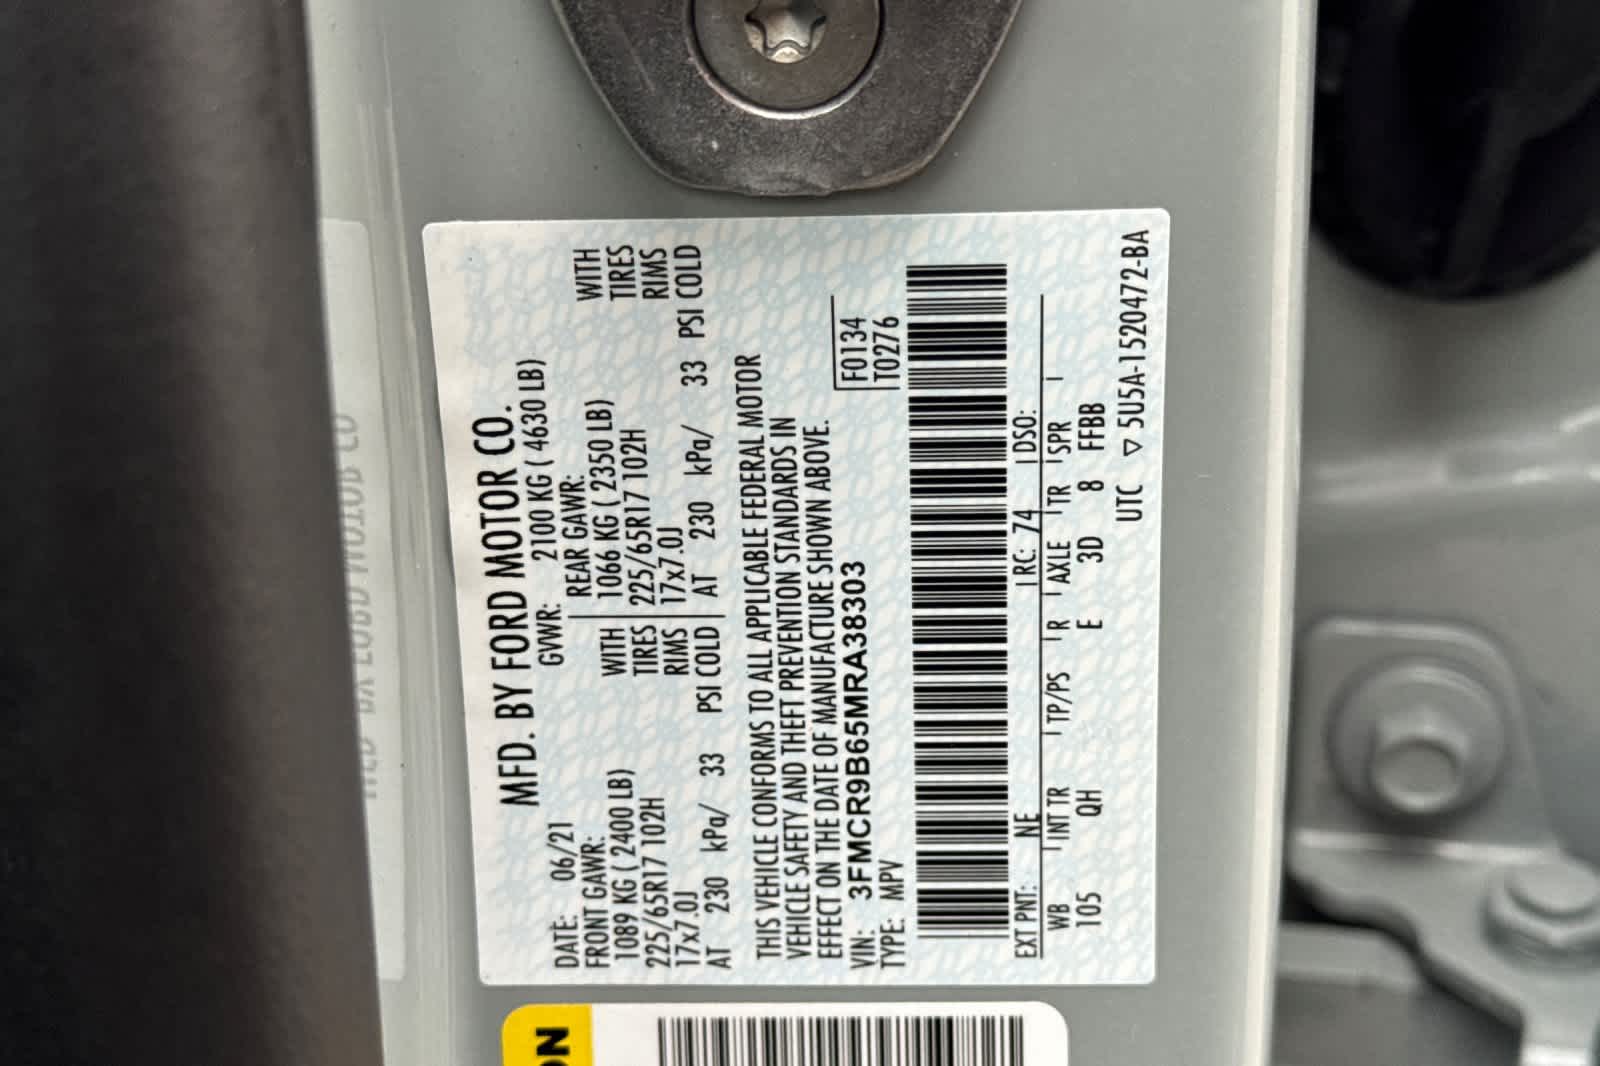 MFD. BY FORD MOTOR CO.
DATE: 06/21 GVWR: 2100 KG ( 4630 LB)
FRONT GAWR: REAR GAWR:
1089 KG ( 2400 LB) WITH 1066 KG ( 2350 LB) WITH
225/65R17 102H TIRES 225/65R17 102H TIRES
17x7.0J RIMS 17x7.0J RIMS
AT 230 kPa/ 33 PSI COLD AT 230 kPa/ 33 PSI COLD
THIS VEHICLE CONFORMS TO ALL APPLICABLE FEDERAL MOTOR
VEHICLE SAFETY AND THEFT PREVENTION STANDARDS IN
EFFECT ON THE DATE OF MANUFACTURE SHOWN ABOVE.
VIN: 3FMCR9B65MRA38303 F0134
TYPE: MPV T0276
EXT PNT: NE RC: 74 DSO:
WB INT TR TP/PS R AXLE TR SPR
105 QH E 3D 8 FFBB
UTC ▽ 5U5A-1520472-BA